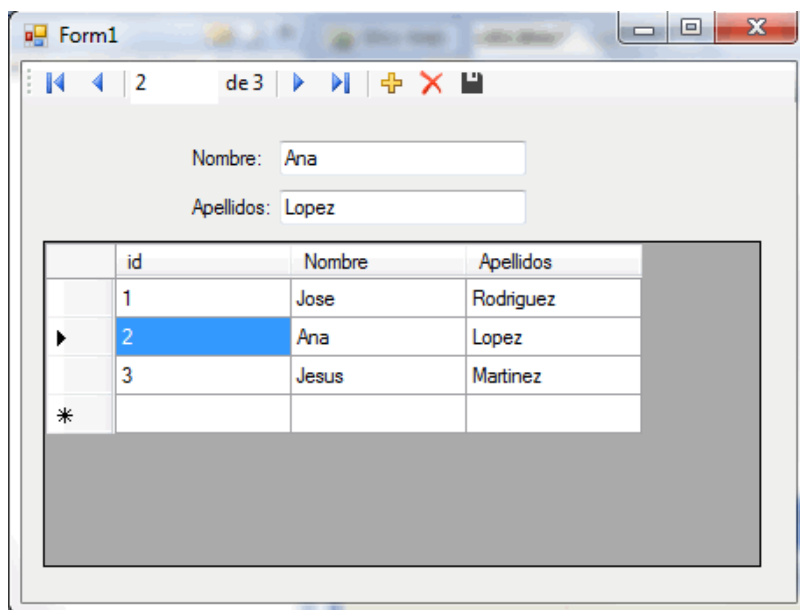 Form1
2 de 3
Nombre: Ana
Apellidos: Lopez
id Nombre Apellidos
1 Jose Rodriguez
2 Ana Lopez
3 Jesus Martinez